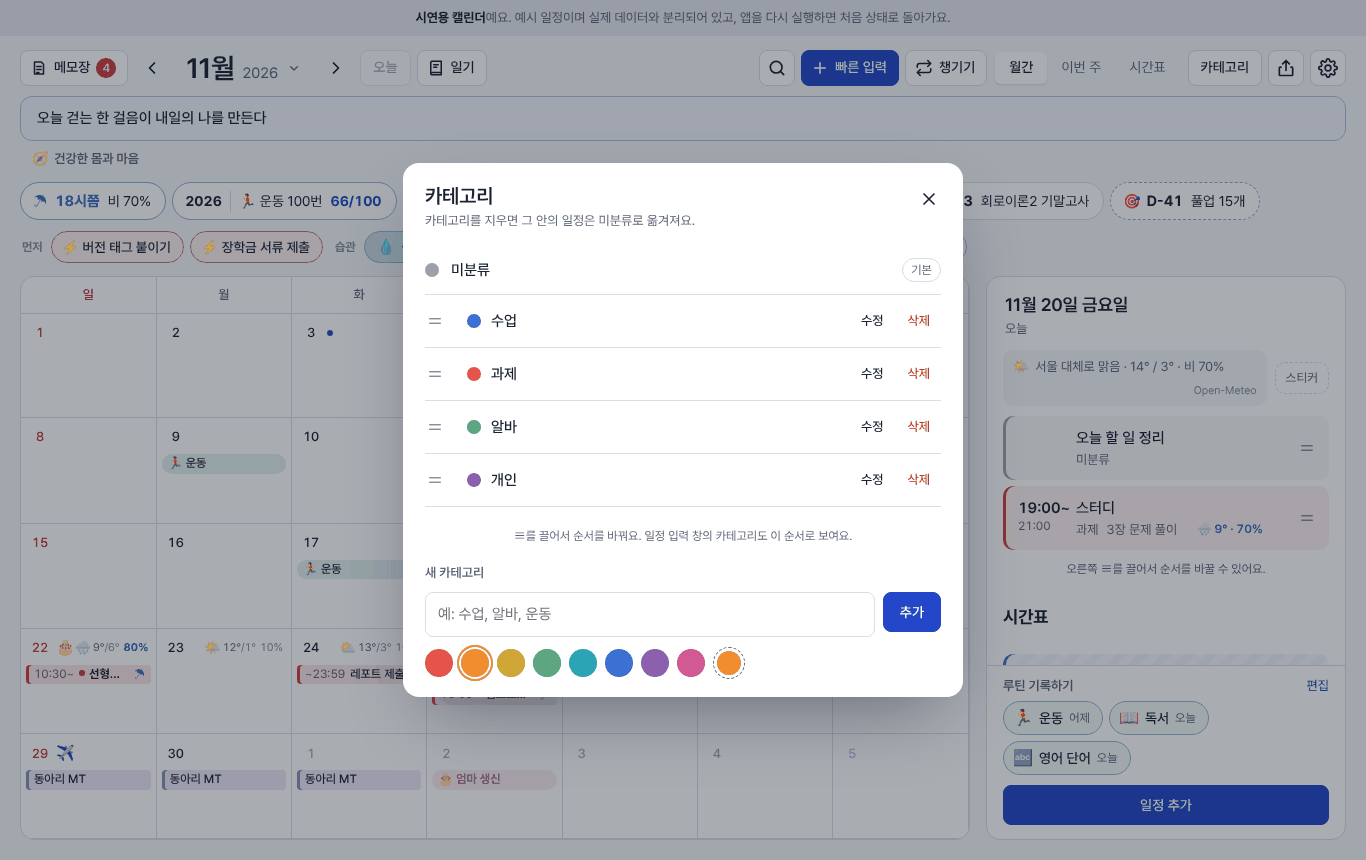 시연용 캘린더예요. 예시 일정이며 실제 데이터와 분리되어 있고, 앱을 다시 실행하면 처음 상태로 돌아가요.
메모장 4 11월 2026 오늘 일기 빠른 입력 챙기기 월간 이번 주 시간표 카테고리
오늘 걷는 한 걸음이 내일의 나를 만든다
건강한 몸과 마음
18시쯤 비 70% 2026 운동 100번 66/100 3 회로이론2 기말고사 D-41 풀업 15개
먼저 버전 태그 붙이기 장학금 서류 제출 습관
카테고리
카테고리를 지우면 그 안의 일정은 미분류로 옮겨져요.
미분류 기본
수업 수정 삭제
과제 수정 삭제
알바 수정 삭제
개인 수정 삭제
≡를 끌어서 순서를 바꿔요. 일정 입력 창의 카테고리도 이 순서로 보여요.
새 카테고리
예: 수업, 알바, 운동 추가
일 월 화
1 2 3
8 9 10
운동
15 16 17
운동
22 9°/6° 80% 23 12°/1° 10% 24 13°/3°
10:30~ 선형... ~23:59 레포트 제출
29 30 1 2 3 4 5
동아리 MT 동아리 MT 동아리 MT 엄마 생신
11월 20일 금요일
오늘
서울 대체로 맑음 · 14° / 3° · 비 70%
Open-Meteo
스티커
오늘 할 일 정리
미분류
19:00~ 스터디
21:00 과제 3장 문제 풀이 9° · 70%
오른쪽 ≡를 끌어서 순서를 바꿀 수 있어요.
시간표
루틴 기록하기 편집
운동 어제 독서 오늘
abc 영어 단어 오늘
일정 추가